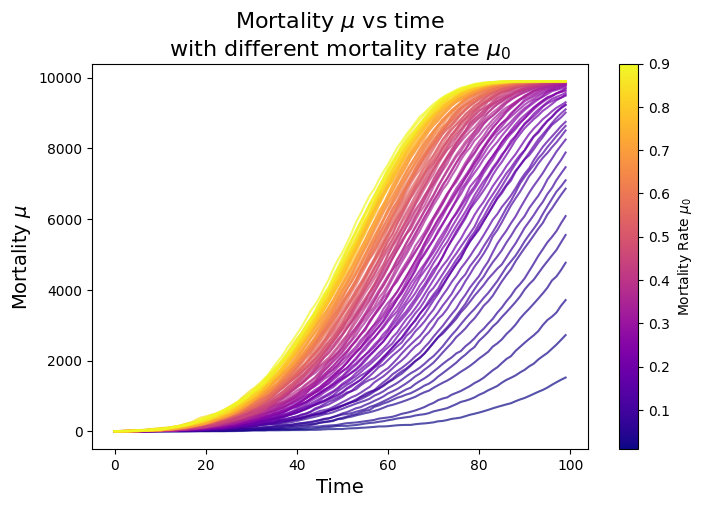 Mortality μ vs time
with different mortality rate μ₀
Mortality μ
10000
8000
6000
4000
2000
0
0 20 40 60 80 100
Time
0.9
0.8
0.7
0.6
0.5
0.4
0.3
0.2
0.1
Mortality Rate μ₀